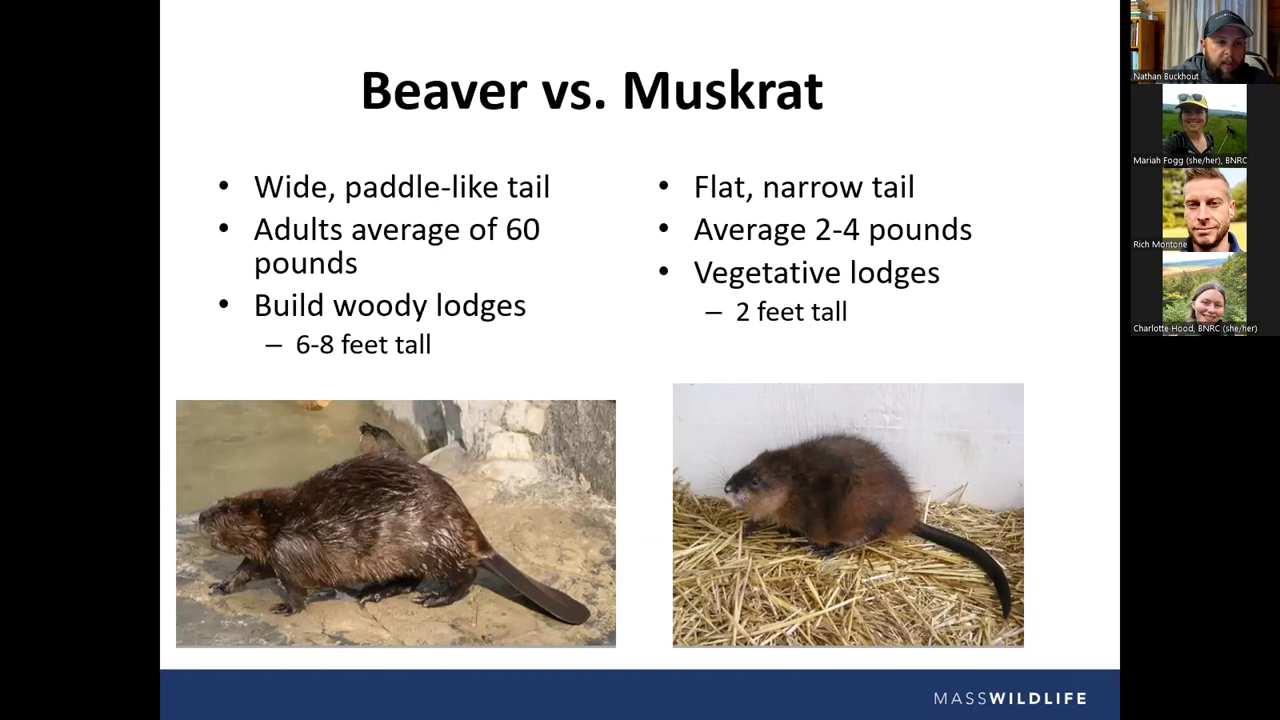 Beaver vs. Muskrat
• Wide, paddle-like tail
• Adults average of 60
pounds
• Build woody lodges
– 6-8 feet tall
• Flat, narrow tail
• Average 2-4 pounds
• Vegetative lodges
– 2 feet tall
MASSWILDLIFE
Nathan Buckhout
Mariah Fogg (she/her), BNRC
Rich Montone
Charlotte Hood, BNRC (she/her)